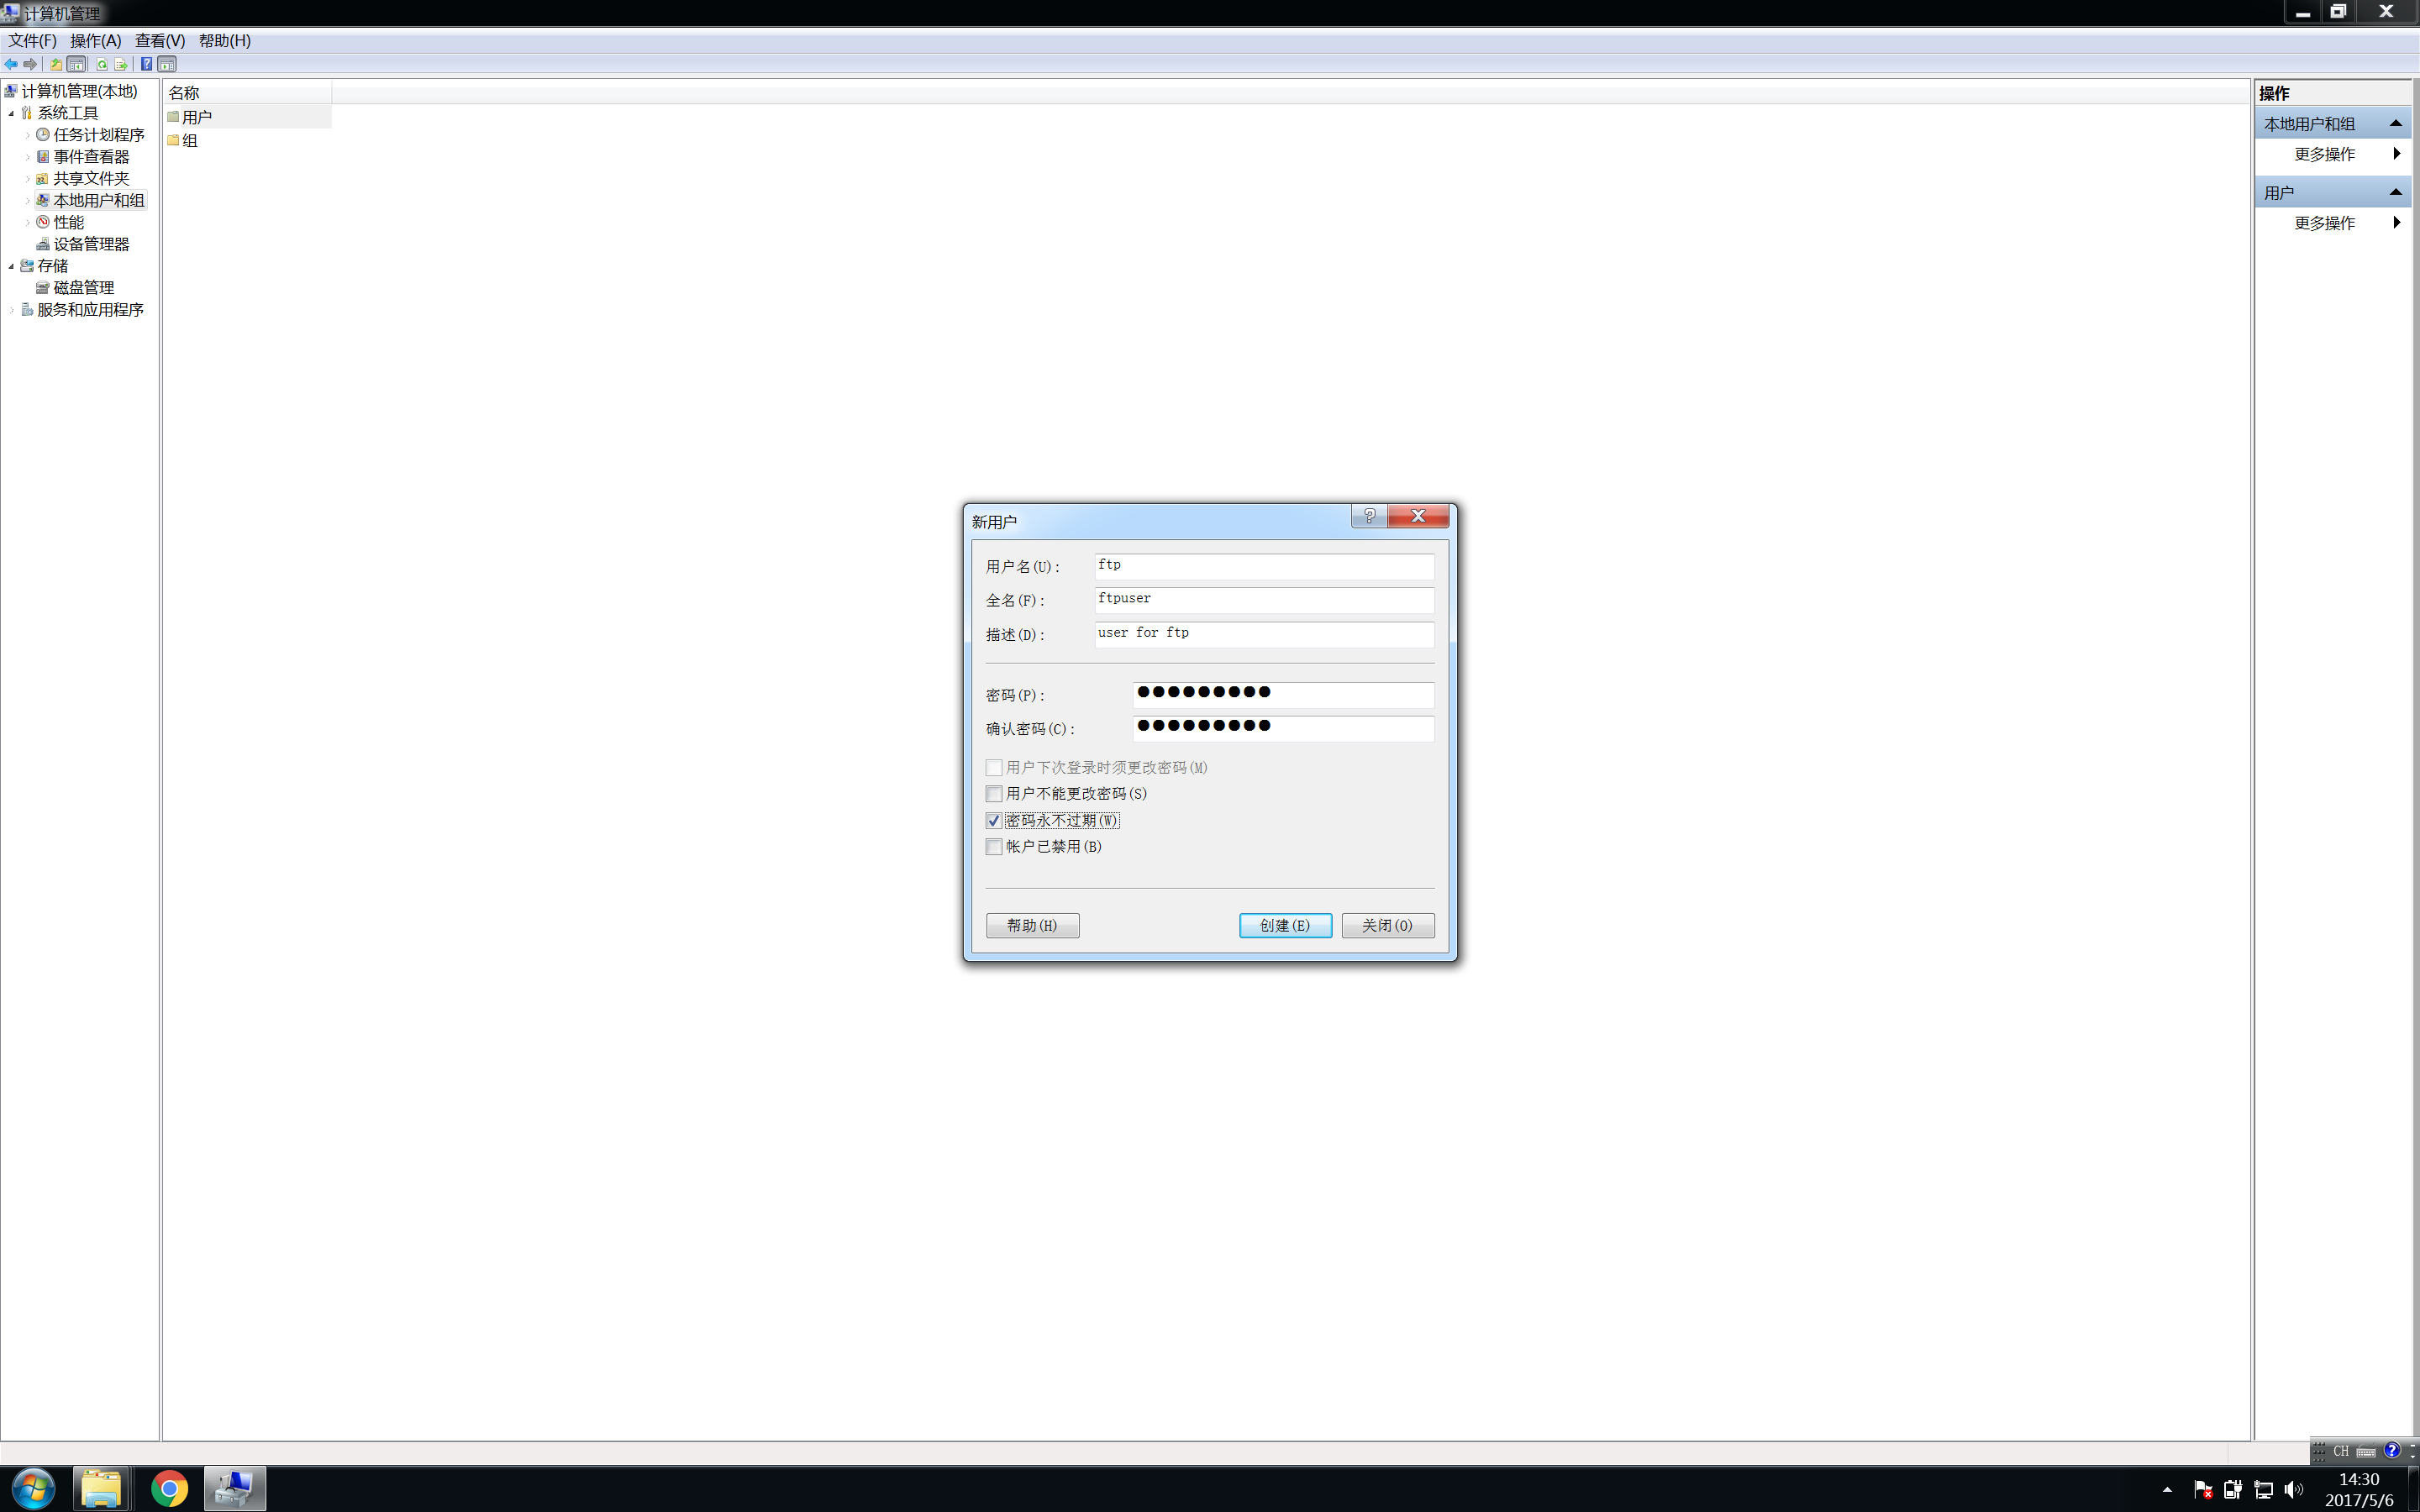 计算机管理
文件(F) 操作(A) 查看(V) 帮助(H)
计算机管理(本地)
系统工具
任务计划程序
事件查看器
共享文件夹
本地用户和组
性能
设备管理器
存储
磁盘管理
服务和应用程序
名称
用户
组
操作
本地用户和组
更多操作
用户
更多操作
新用户
用户名(U): ftp
全名(F): ftpuser
描述(D): user for ftp
密码(P): ●●●●●●●●●
确认密码(C): ●●●●●●●●●
用户下次登录时须更改密码(M)
用户不能更改密码(S)
密码永不过期(W)
帐户已禁用(B)
帮助(H) 创建(E) 关闭(O)
CH
14:30
2017/5/6